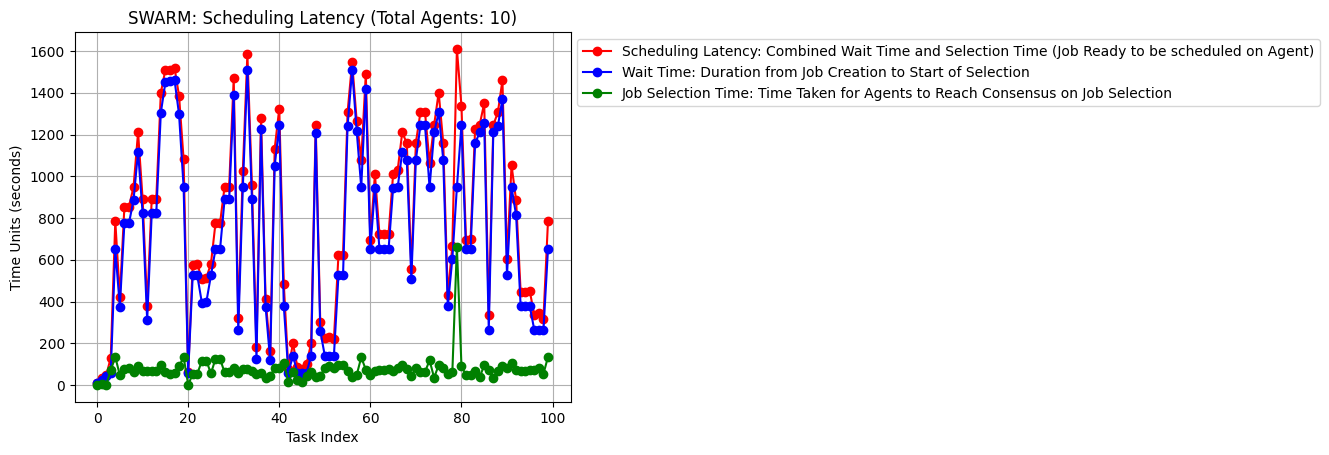 SWARM: Scheduling Latency (Total Agents: 10)
Scheduling Latency: Combined Wait Time and Selection Time (Job Ready to be scheduled on Agent)
Wait Time: Duration from Job Creation to Start of Selection
Job Selection Time: Time Taken for Agents to Reach Consensus on Job Selection
Time Units (seconds)
1600
1400
1200
1000
800
600
400
200
0
0 20 40 60 80 100
Task Index